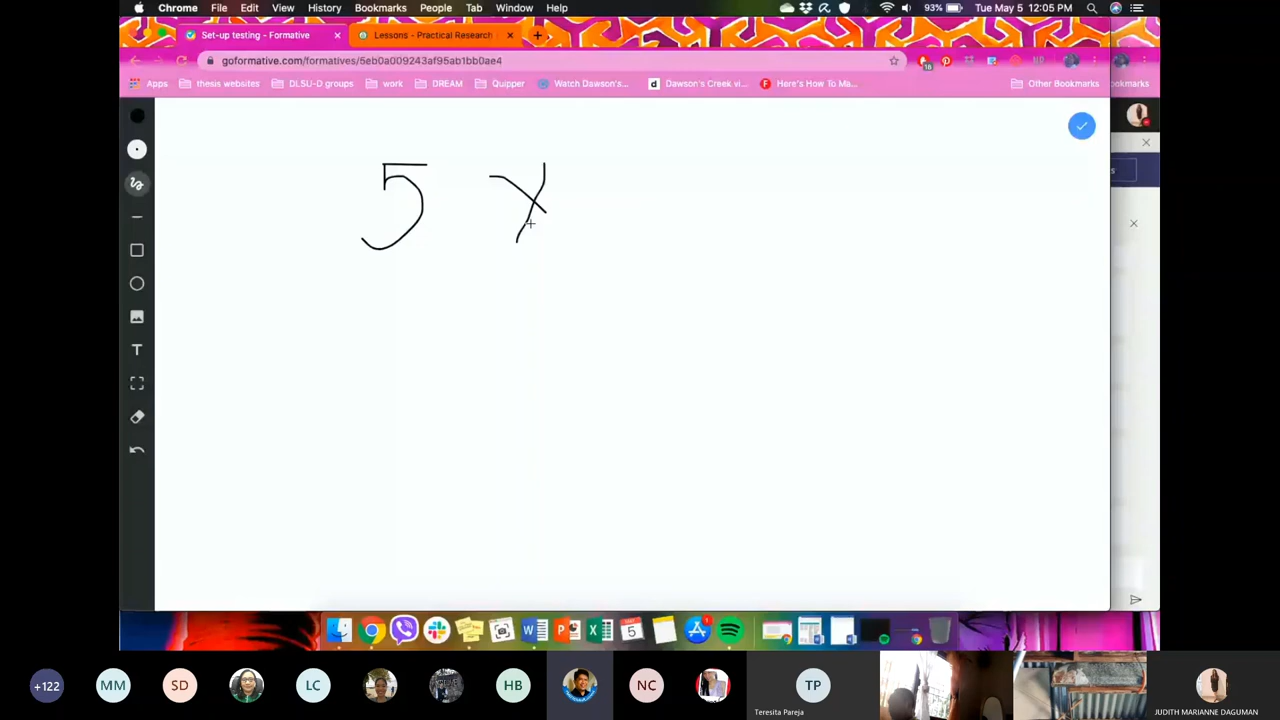 Chrome File Edit View History Bookmarks People Tab Window Help 93% Tue May 5 12:05 PM
Set-up testing - Formative Lessons - Practical Research
goformative.com/formatives/5eb0a009243af95ab1bb0ae4
Apps thesis websites DLSU-D groups work DREAM Quipper Watch Dawson's... Dawson's Creek vi... Here's How To Ma... Other Bookmarks okmarks
5 x
T
5
+122 MM SD LC HB NC TP
Teresita Pareja JUDITH MARIANNE DAGUMAN